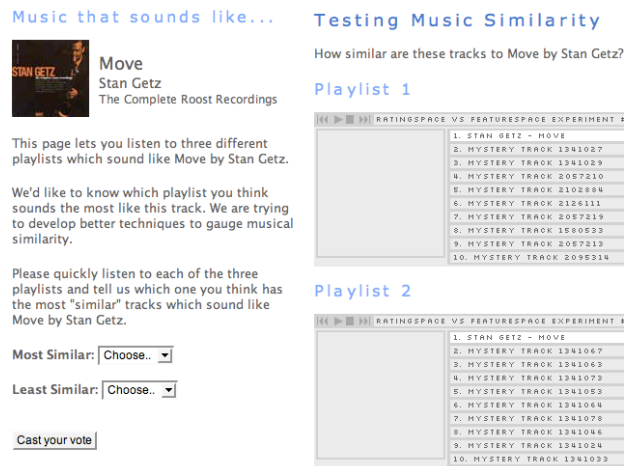 Music that sounds like...
STAN GETZ
Move
Stan Getz
The Complete Roost Recordings
This page lets you listen to three different
playlists which sound like Move by Stan Getz.
We'd like to know which playlist you think
sounds the most like this track. We are trying
to develop better techniques to gauge musical
similarity.
Please quickly listen to each of the three
playlists and tell us which one you think has
the most "similar" tracks which sound like
Move by Stan Getz.
Most Similar: Choose..
Least Similar: Choose..
Cast your vote
Testing Music Similarity
How similar are these tracks to Move by Stan Getz?
Playlist 1
RATINGSPACE VS FEATURESPACE EXPERIMENT #
1. STAN GETZ - MOVE
2. MYSTERY TRACK 1341027
3. MYSTERY TRACK 1341029
4. MYSTERY TRACK 2057210
5. MYSTERY TRACK 2102884
6. MYSTERY TRACK 2126111
7. MYSTERY TRACK 2057219
8. MYSTERY TRACK 1580533
9. MYSTERY TRACK 2057213
10. MYSTERY TRACK 2095314
Playlist 2
RATINGSPACE VS FEATURESPACE EXPERIMENT #
1. STAN GETZ - MOVE
2. MYSTERY TRACK 1341067
3. MYSTERY TRACK 1341063
4. MYSTERY TRACK 1341073
5. MYSTERY TRACK 1341053
6. MYSTERY TRACK 1341064
7. MYSTERY TRACK 1341078
8. MYSTERY TRACK 1341046
9. MYSTERY TRACK 1341024
10. MYSTERY TRACK 1341033